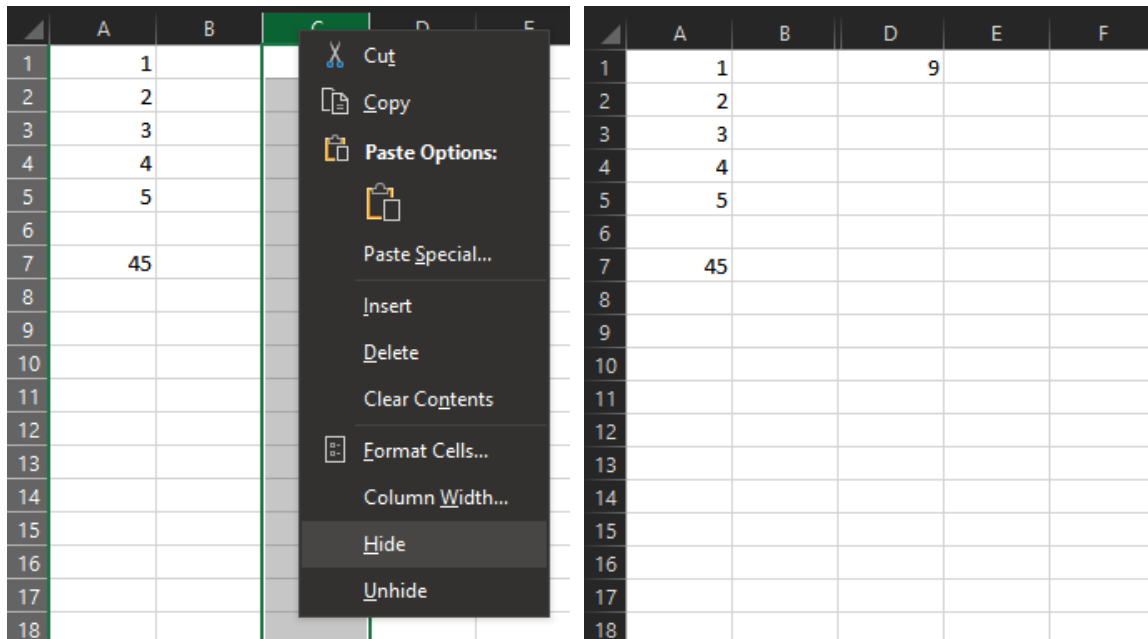 A B C D E
1 1
2 2
3 3
4 4
5 5
6
7 45
8
9
10
11
12
13
14
15
16
17
18
Cut
Copy
Paste Options:
Paste Special...
Insert
Delete
Clear Contents
Format Cells...
Column Width...
Hide
Unhide
A B D E F
1 1 9
2 2
3 3
4 4
5 5
6
7 45
8
9
10
11
12
13
14
15
16
17
18